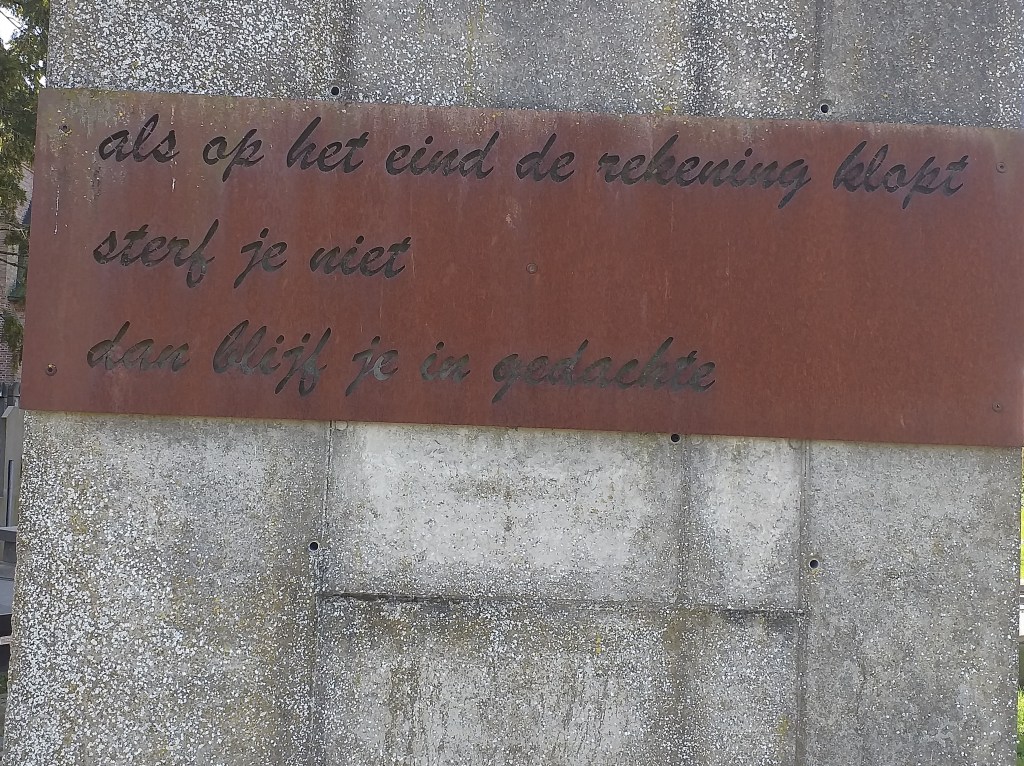 als op het eind de rekening klopt
sterf je niet
dan blijf je in gedachte